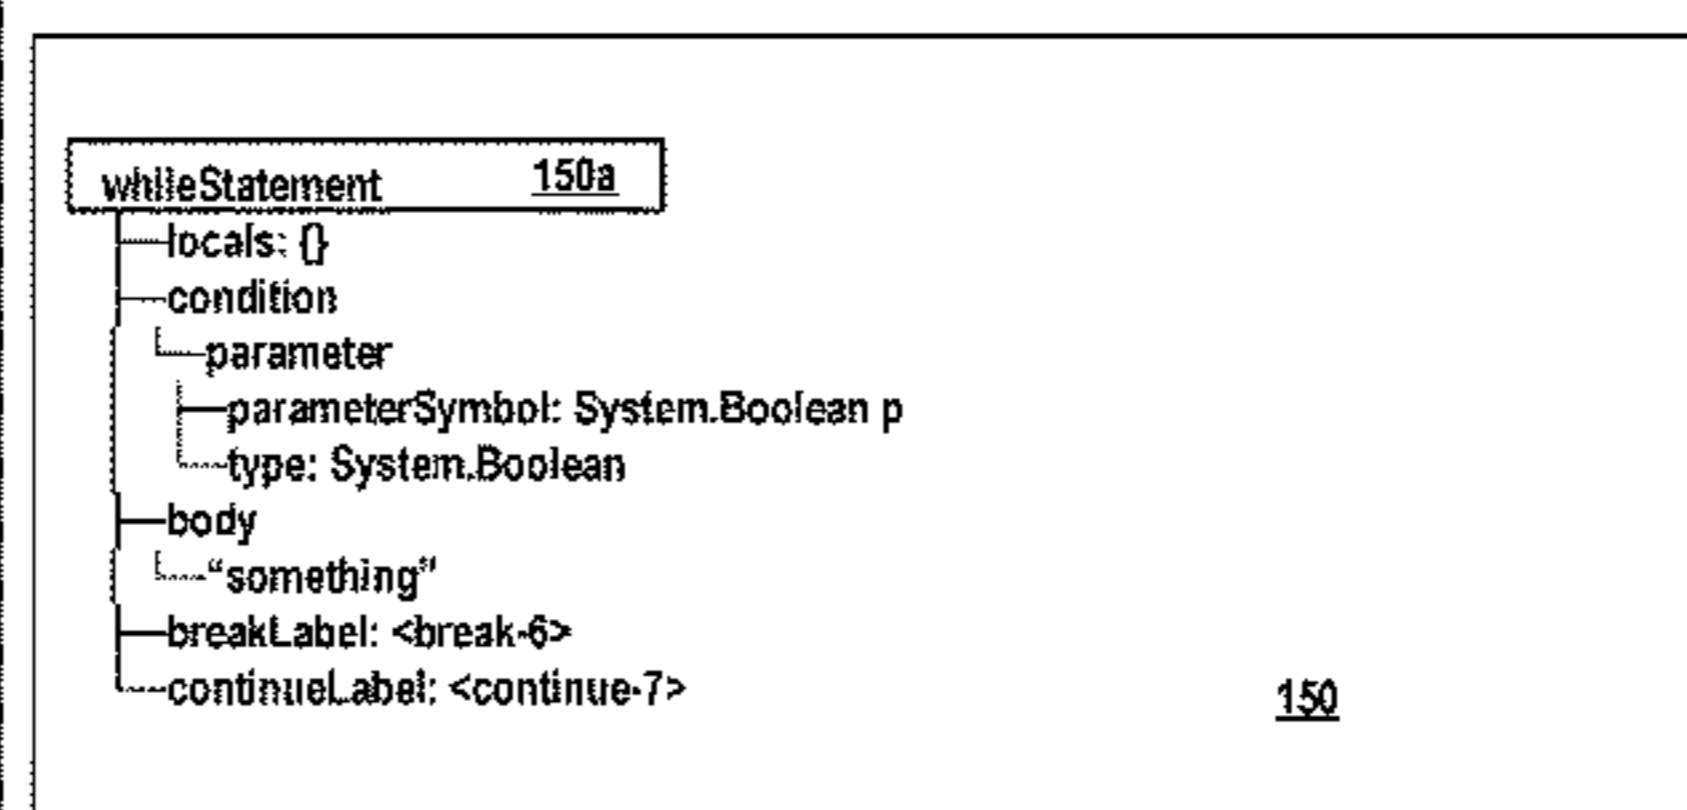 whileStatement 150a
locals: {}
condition
parameter
parameterSymbol: System.Boolean p
type: System.Boolean
body
“something”
breakLabel: <break-6>
continueLabel: <continue-7>
150